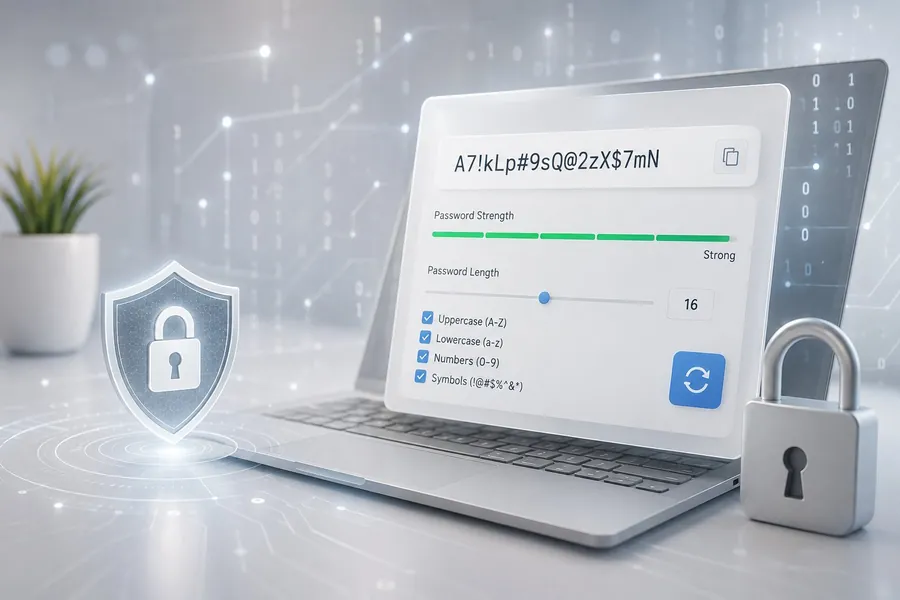 A7!kLp#9sQ@2zX$7mN
Password Strength
Strong
Password Length
16
Uppercase (A-Z)
Lowercase (a-z)
Numbers (0-9)
Symbols (!@#$%^&*)